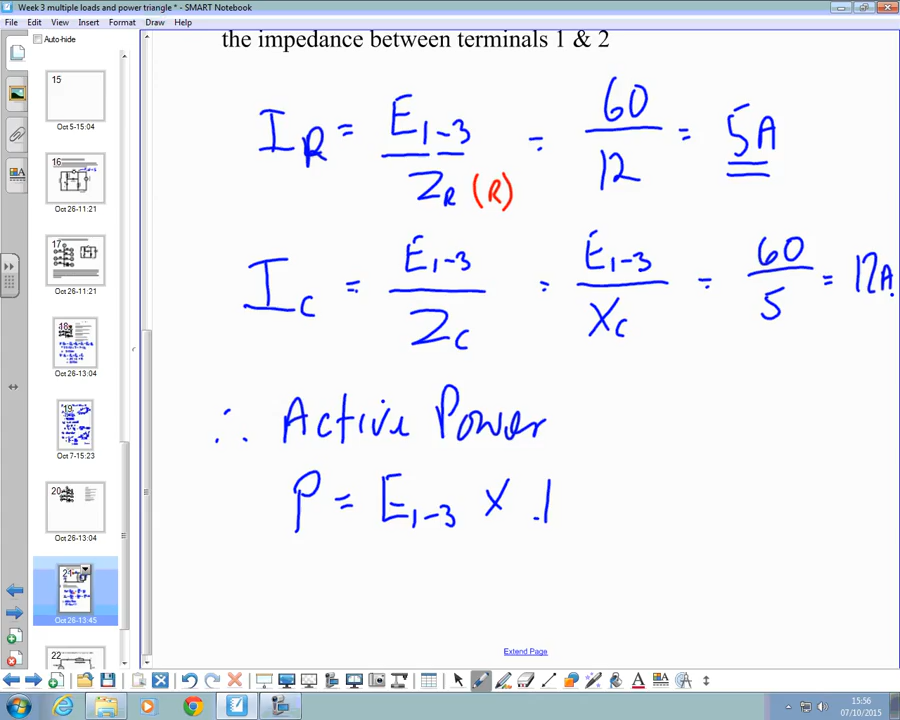 Week 3 multiple loads and power triangle * - SMART Notebook
File Edit View Insert Format Draw Help
Auto-hide
15
Oct 5-15:04
16
Oct 26-11:21
17
Oct 26-11:21
18
Oct 26-13:04
19
Oct 7-15:23
20
Oct 26-13:04
21
Oct 26-13:45
22
the impedance between terminals 1 & 2
I_R = E_1-3 / Z_R (R) = 60 / 12 = 5A
I_C = E_1-3 / Z_C = E_1-3 / X_C = 60 / 5 = 12A.
∴ Active Power
P = E_1-3 X
Extend Page
15:56
07/10/2015